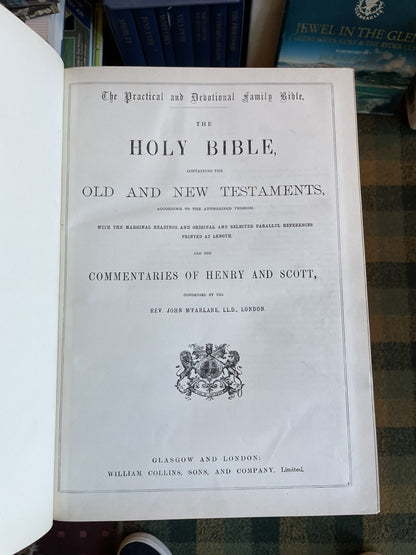 JEWEL IN THE GLEN
The Practical and Devotional Family Bible.
THE
HOLY BIBLE,
CONTAINING THE
OLD AND NEW TESTAMENTS,
ACCORDING TO THE AUTHORISED VERSION.
WITH THE MARGINAL READINGS AND ORIGINAL AND SELECTED PARALLEL REFERENCES
PRINTED AT LENGTH.
AND THE
COMMENTARIES OF HENRY AND SCOTT,
CONDENSED BY THE
REV. JOHN M'FARLANE, LL.D., LONDON.
GLASGOW AND LONDON:
WILLIAM COLLINS, SONS, AND COMPANY, Limited.